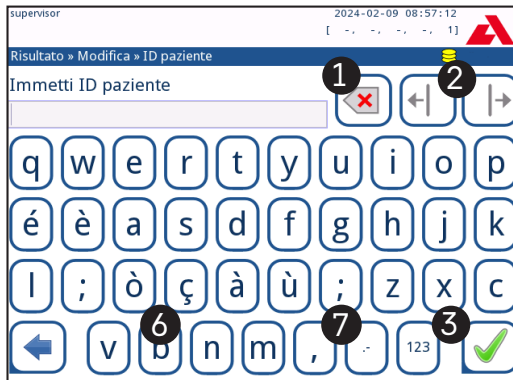 supervisor
2024-02-09 08:57:12
[ -, -, -, -, 1]
Risultato » Modifica » ID paziente
Immetti ID paziente
1
2
q w e r t y u i o p
é è a s d f g h j k
l ; ò ç à ù ; z x c
6
7
3
v b n m , .- 123